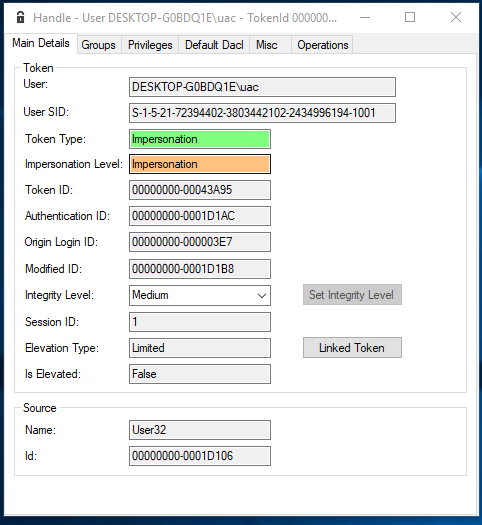 Handle - User DESKTOP-G0BDQ1E\uac - TokenId 000000...
Main Details Groups Privileges Default Dacl Misc Operations
Token
User: DESKTOP-G0BDQ1E\uac
User SID: S-1-5-21-72394402-3803442102-2434996194-1001
Token Type: Impersonation
Impersonation Level: Impersonation
Token ID: 00000000-00043A95
Authentication ID: 00000000-0001D1AC
Origin Login ID: 00000000-000003E7
Modified ID: 00000000-0001D1B8
Integrity Level: Medium Set Integrity Level
Session ID: 1
Elevation Type: Limited Linked Token
Is Elevated: False
Source
Name: User32
Id: 00000000-0001D106